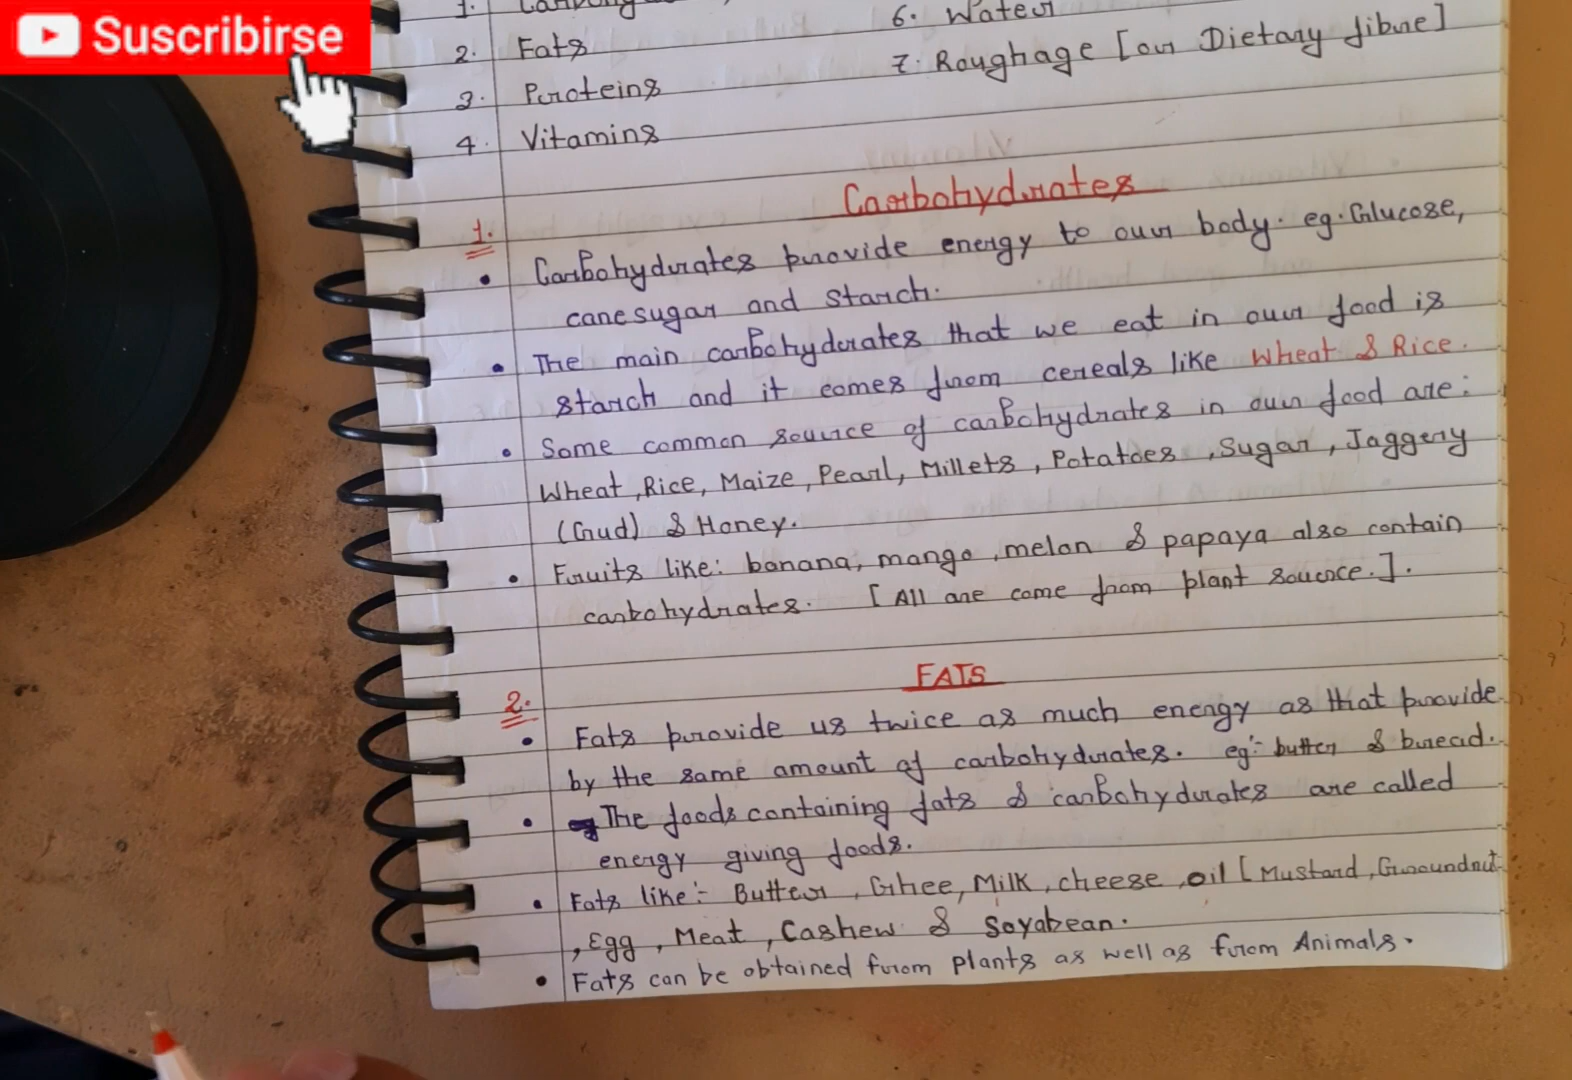 Suscribirse
1.
6. Water
2. Fats
7. Roughage [or Dietary fibre]
3. Proteins
4. Vitamins
Carbohydrates
1.
• Carbohydrates provide energy to our body. eg. Glucose,
cane sugar and starch.
• The main carbohydrates that we eat in our food is
starch and it comes from cereals like Wheat & Rice.
• Some common source of carbohydrates in our food are:
Wheat, Rice, Maize, Pearl, Millets, Potatoes, Sugar, Jaggery
(Gud) & Honey.
• Fruits like: banana, mango, melon & papaya also contain
carbohydrates. [All are come from plant source.].
FATS
2.
• Fats provide us twice as much energy as that provide
by the same amount of carbohydrates. eg:- butter & bread.
• The foods containing fats & carbohydrates are called
energy giving foods.
• Fats like:- Butter, Ghee, Milk, cheese, oil [Mustard, Groundnut
, Egg, Meat, Cashew & Soyabean.
• Fats can be obtained from plants as well as from Animals.